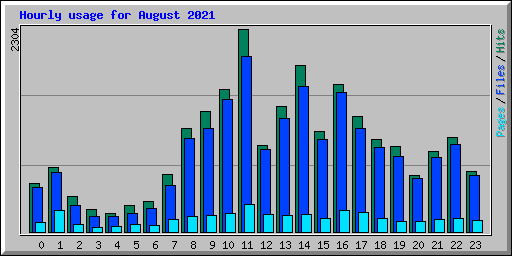 Hourly usage for August 2021
2304
Pages / Files / Hits
0 1 2 3 4 5 6 7 8 9 10 11 12 13 14 15 16 17 18 19 20 21 22 23